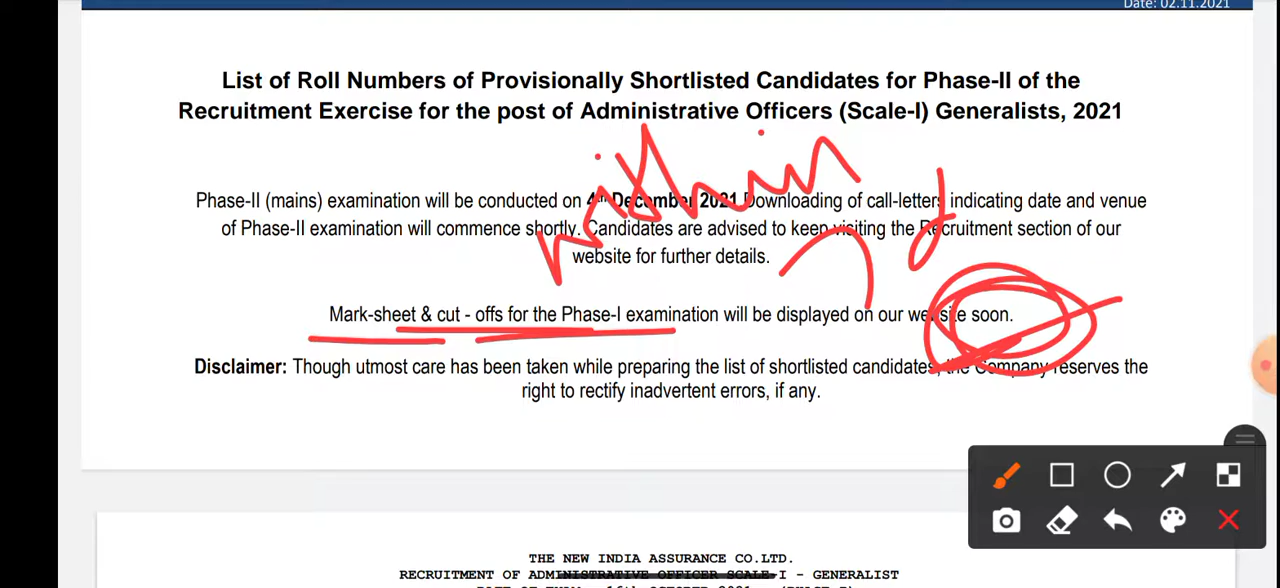 Date: 02.11.2021
List of Roll Numbers of Provisionally Shortlisted Candidates for Phase-II of the
Recruitment Exercise for the post of Administrative Officers (Scale-I) Generalists, 2021
within
Phase-II (mains) examination will be conducted on 4th December 2021 Downloading of call-letters indicating date and venue
of Phase-II examination will commence shortly. Candidates are advised to keep visiting the Recruitment section of our
website for further details.
Mark-sheet & cut - offs for the Phase-I examination will be displayed on our website soon.
Disclaimer: Though utmost care has been taken while preparing the list of shortlisted candidates, the Company reserves the
right to rectify inadvertent errors, if any.
THE NEW INDIA ASSURANCE CO.LTD.
RECRUITMENT OF ADMINISTRATIVE OFFICER SCALE-I - GENERALIST